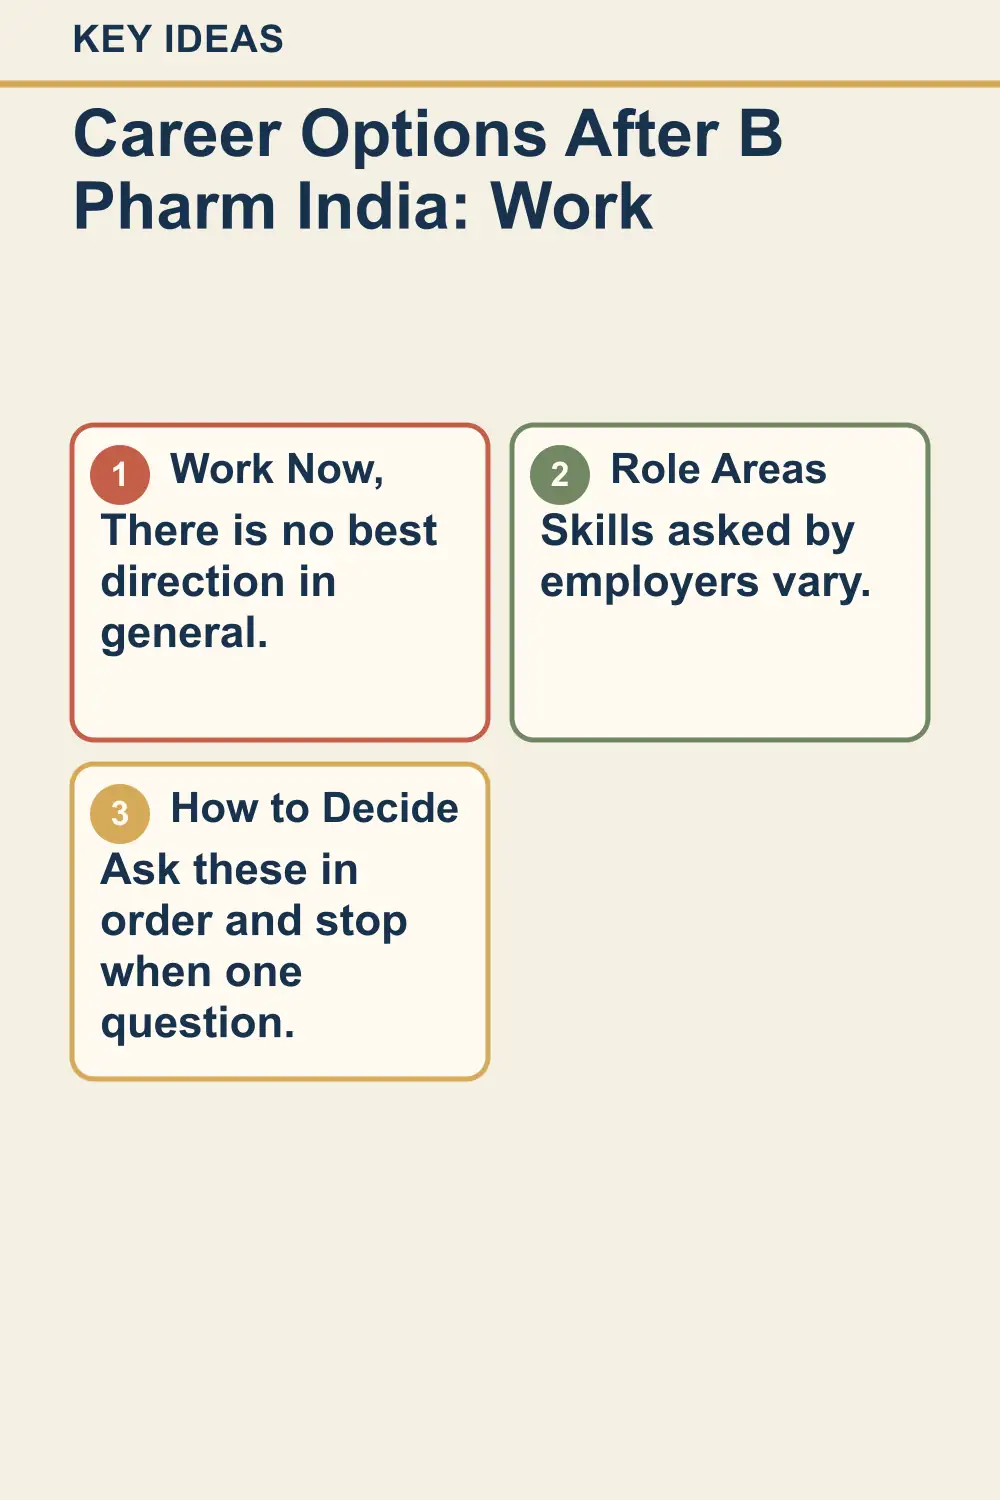 KEY IDEAS
Career Options After B
Pharm India: Work
1 Work Now,
There is no best
direction in
general.
2 Role Areas
Skills asked by
employers vary.
3 How to Decide
Ask these in
order and stop
when one
question.